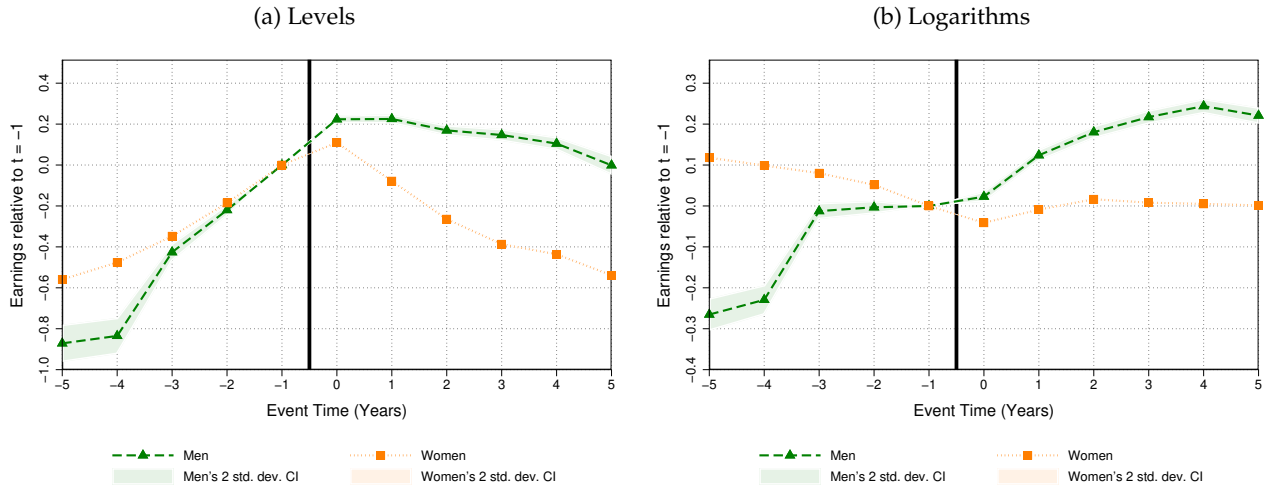 (a) Levels
Earnings relative to t = −1
0.4
0.2
0.0
−0.2
−0.4
−0.6
−0.8
−1.0
−5 −4 −3 −2 −1 0 1 2 3 4 5
Event Time (Years)
Men Women
Men's 2 std. dev. CI Women's 2 std. dev. CI
(b) Logarithms
Earnings relative to t = −1
0.3
0.2
0.1
0.0
−0.1
−0.2
−0.3
−0.4
−5 −4 −3 −2 −1 0 1 2 3 4 5
Event Time (Years)
Men Women
Men's 2 std. dev. CI Women's 2 std. dev. CI